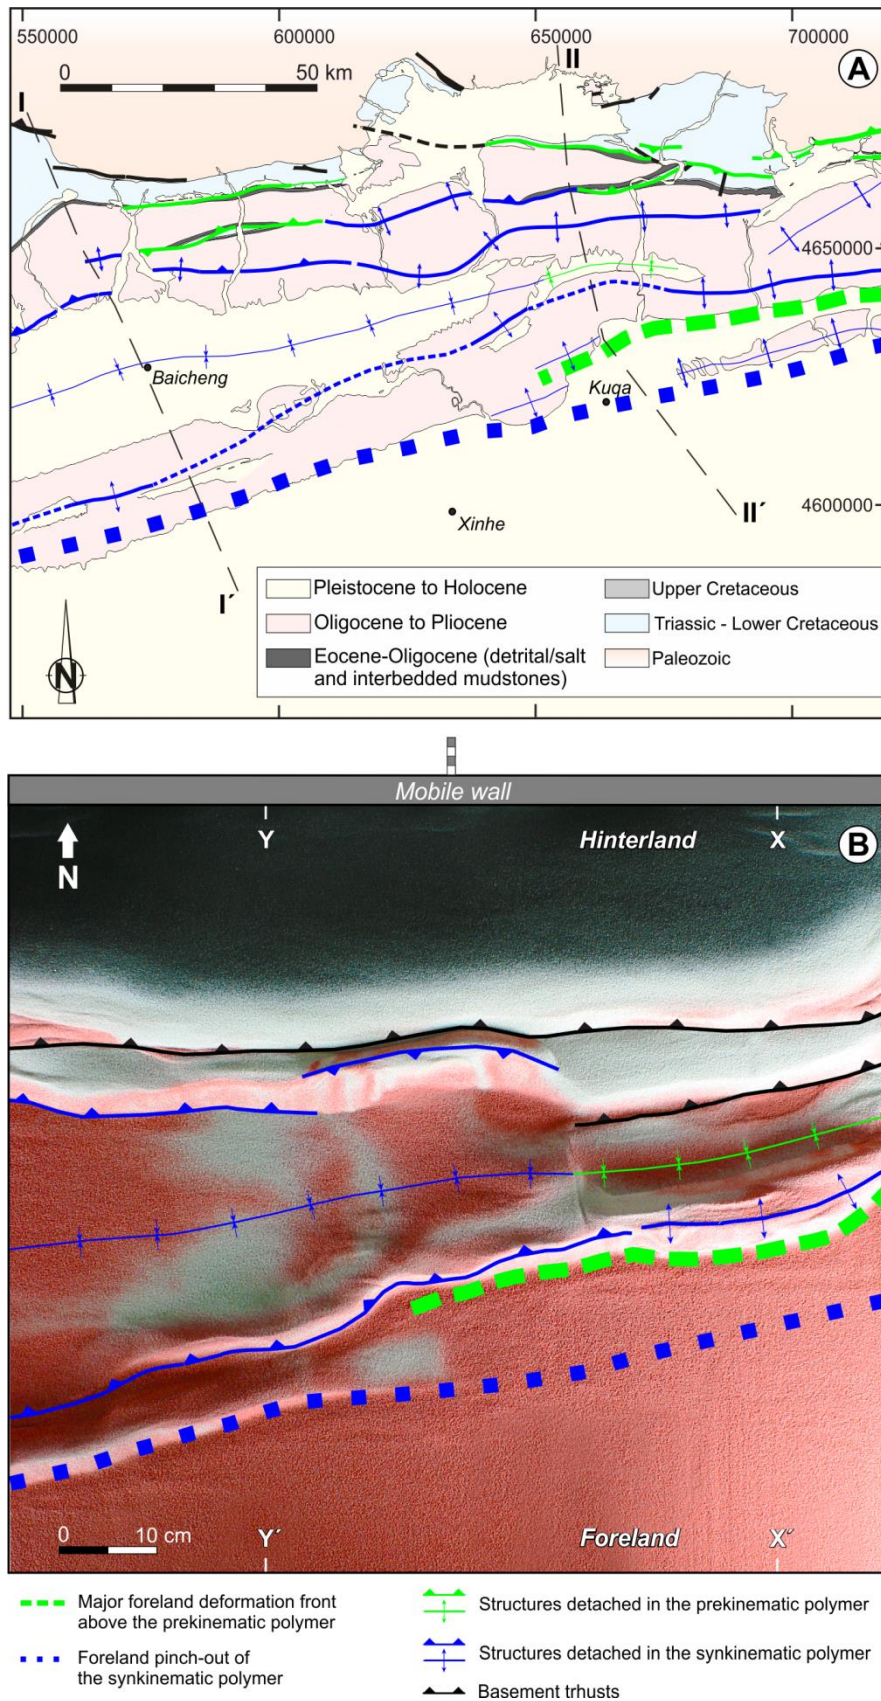 550000 600000 650000 700000
II
A
0 50 km
I
4650000
Baicheng
Kuqa
4600000
II´
Xinhe
I´
N
Pleistocene to Holocene
Oligocene to Pliocene
Eocene-Oligocene (detrital/salt
and interbedded mudstones)
Upper Cretaceous
Triassic - Lower Cretaceous
Paleozoic
Mobile wall
Y Hinterland X B
N
0 10 cm
Y´ Foreland X´
Major foreland deformation front
above the prekinematic polymer
Foreland pinch-out of
the synkinematic polymer
Structures detached in the prekinematic polymer
Structures detached in the synkinematic polymer
Basement trhusts